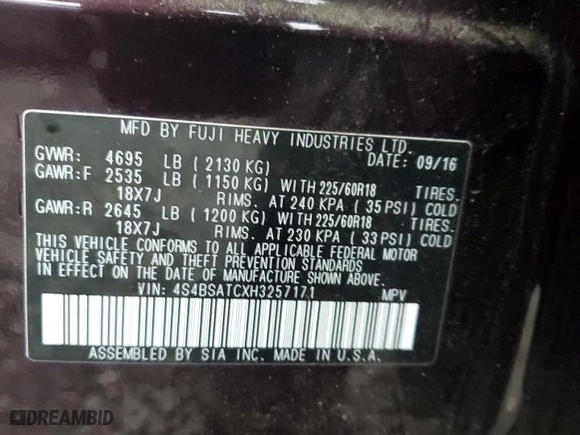 MFD BY FUJI HEAVY INDUSTRIES LTD.
GVWR: 4695 LB ( 2130 KG) DATE: 09/16
GAWR:F 2535 LB ( 1150 KG) WITH 225/60R18 TIRES.
18X7J RIMS. AT 240 KPA ( 35 PSI) COLD
GAWR:R 2645 LB ( 1200 KG) WITH 225/60R18 TIRES.
18X7J RIMS. AT 230 KPA ( 33 PSI) COLD
THIS VEHICLE CONFORMS TO ALL APPLICABLE FEDERAL MOTOR
VEHICLE SAFETY AND THEFT PREVENTION STANDARDS IN
EFFECT ON THE DATE OF MANUFACTURE SHOWN ABOVE.
VIN: 4S4BSATCXH3257171 MPV
ASSEMBLED BY SIA INC. MADE IN U.S.A.
DREAMBID